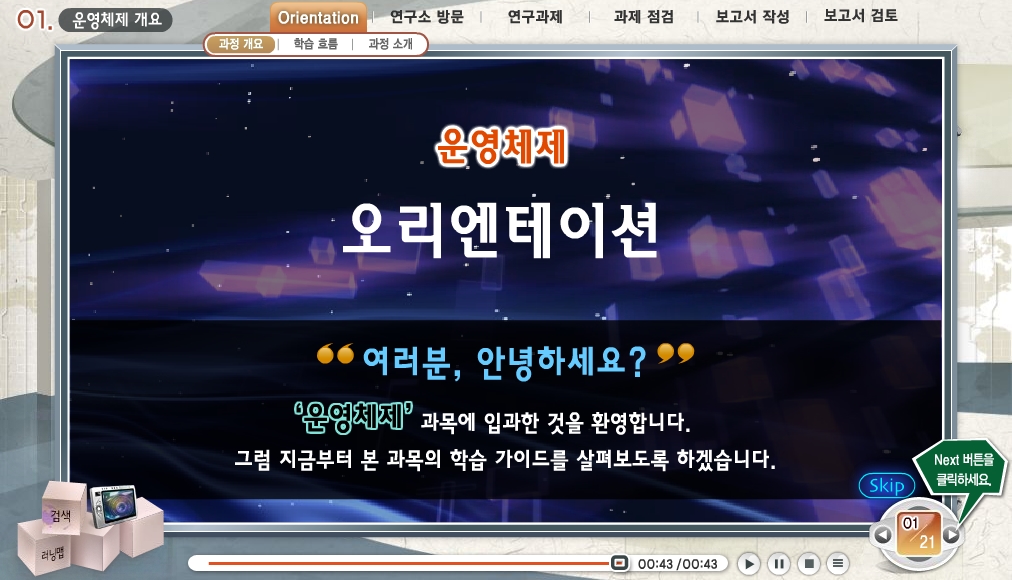 01. 운영체제 개요
Orientation 연구소 방문 연구과제 과제 점검 보고서 작성 보고서 검토
과정 개요 학습 흐름 과정 소개
운영체제
오리엔테이션
“여러분, 안녕하세요?”
‘운영체제’ 과목에 입과한 것을 환영합니다.
그럼 지금부터 본 과목의 학습 가이드를 살펴보도록 하겠습니다.
Skip
Next 버튼을
클릭하세요.
검색
러닝맵
01
21
00:43 /00:43